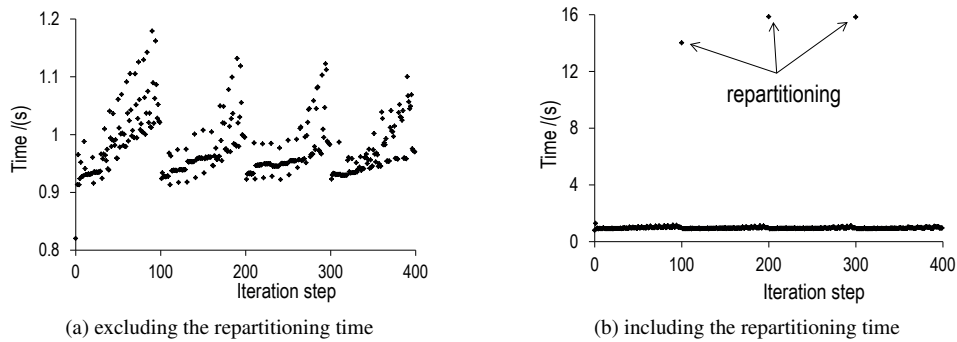 1.2
1.1
1
0.9
0.8
Time /(s)
0
100
200
300
400
Iteration step
(a) excluding the repartitioning time
16
12
8
4
0
Time /(s)
repartitioning
0
100
200
300
400
Iteration step
(b) including the repartitioning time